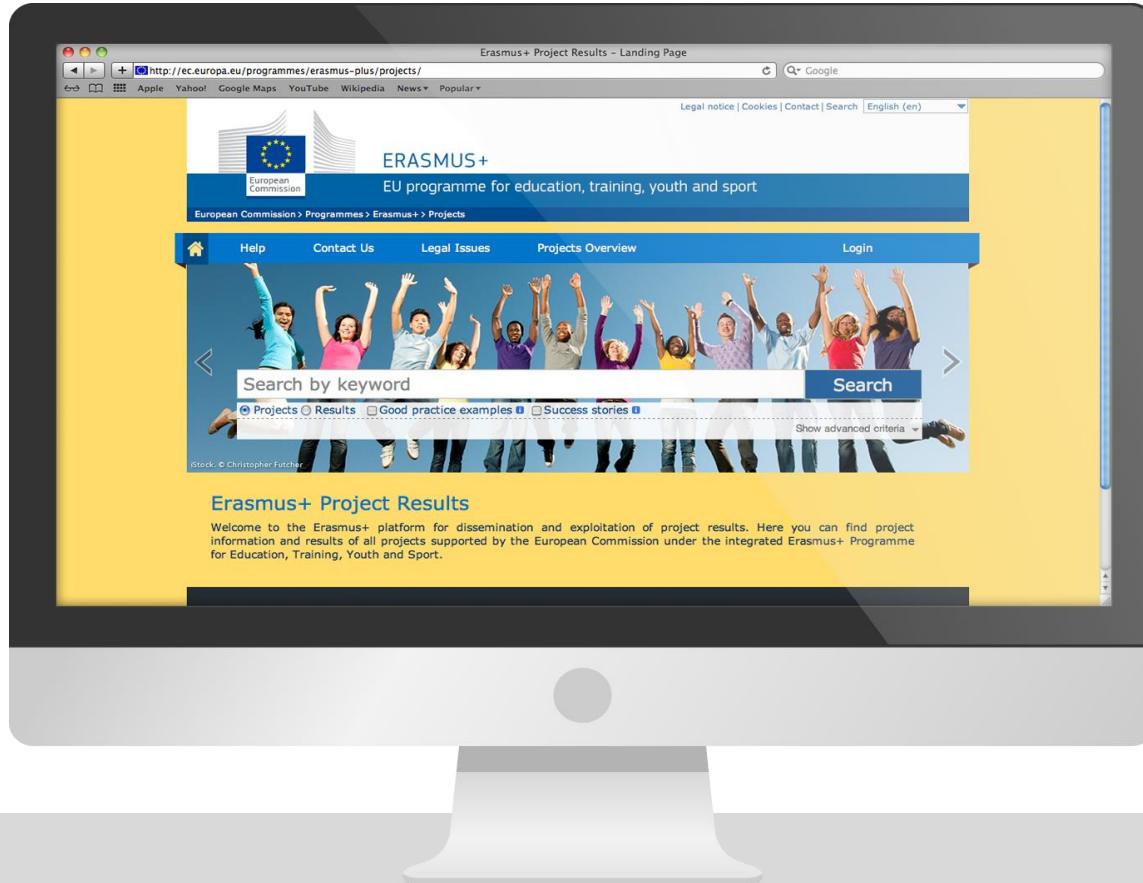 Erasmus+ Project Results – Landing Page
http://ec.europa.eu/programmes/erasmus-plus/projects/
Google
Apple Yahoo! Google Maps YouTube Wikipedia News Popular
Legal notice | Cookies | Contact | Search English (en)
ERASMUS+
European
Commission
EU programme for education, training, youth and sport
European Commission > Programmes > Erasmus+ > Projects
Help Contact Us Legal Issues Projects Overview Login
Search by keyword Search
Projects Results Good practice examples i Success stories i
Show advanced criteria
iStock. © Christopher Futcher
Erasmus+ Project Results
Welcome to the Erasmus+ platform for dissemination and exploitation of project results. Here you can find project
information and results of all projects supported by the European Commission under the integrated Erasmus+ Programme
for Education, Training, Youth and Sport.